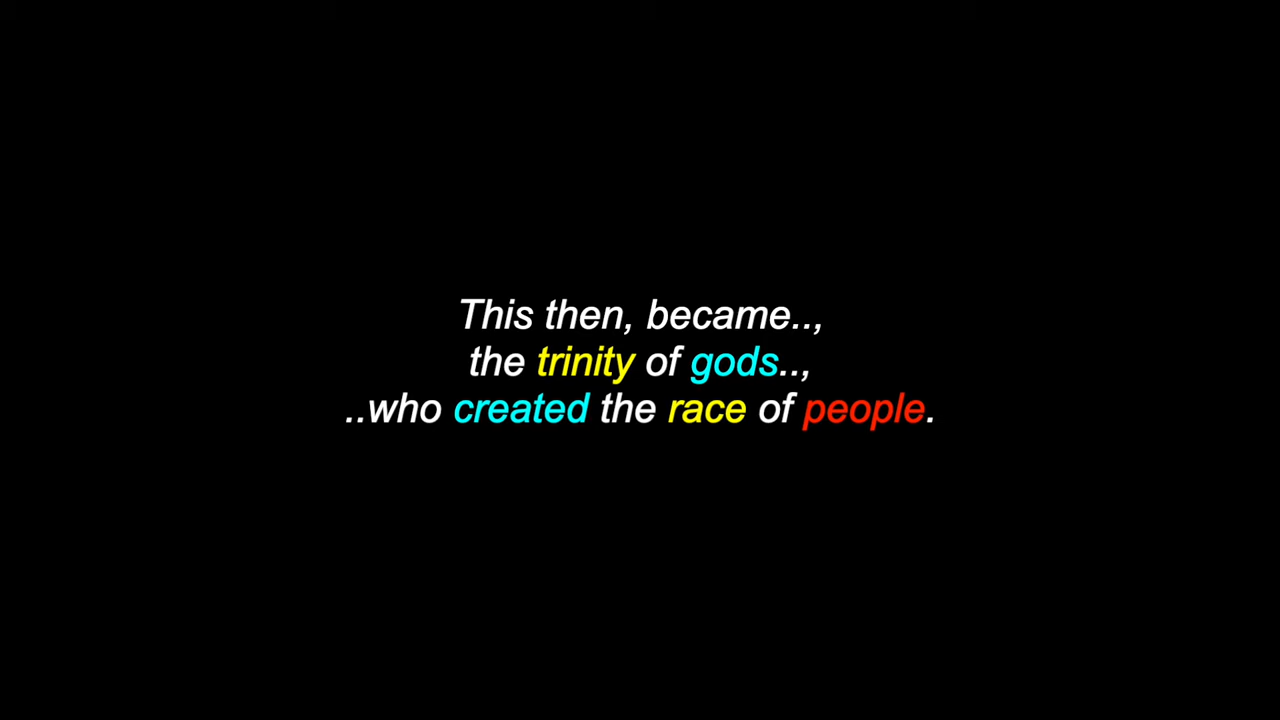 This then, became..,
the trinity of gods..,
..who created the race of people.